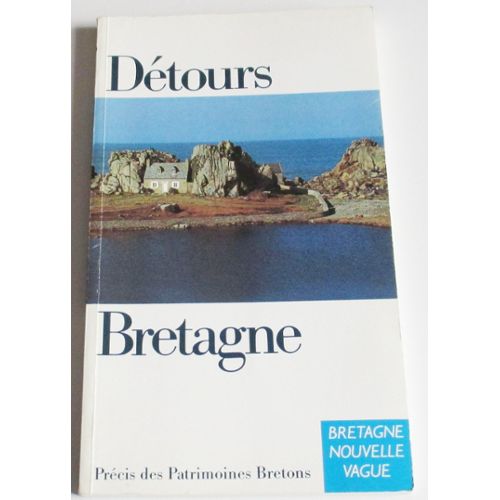 Détours
Bretagne
Précis des Patrimoines Bretons
BRETAGNE
NOUVELLE
VAGUE